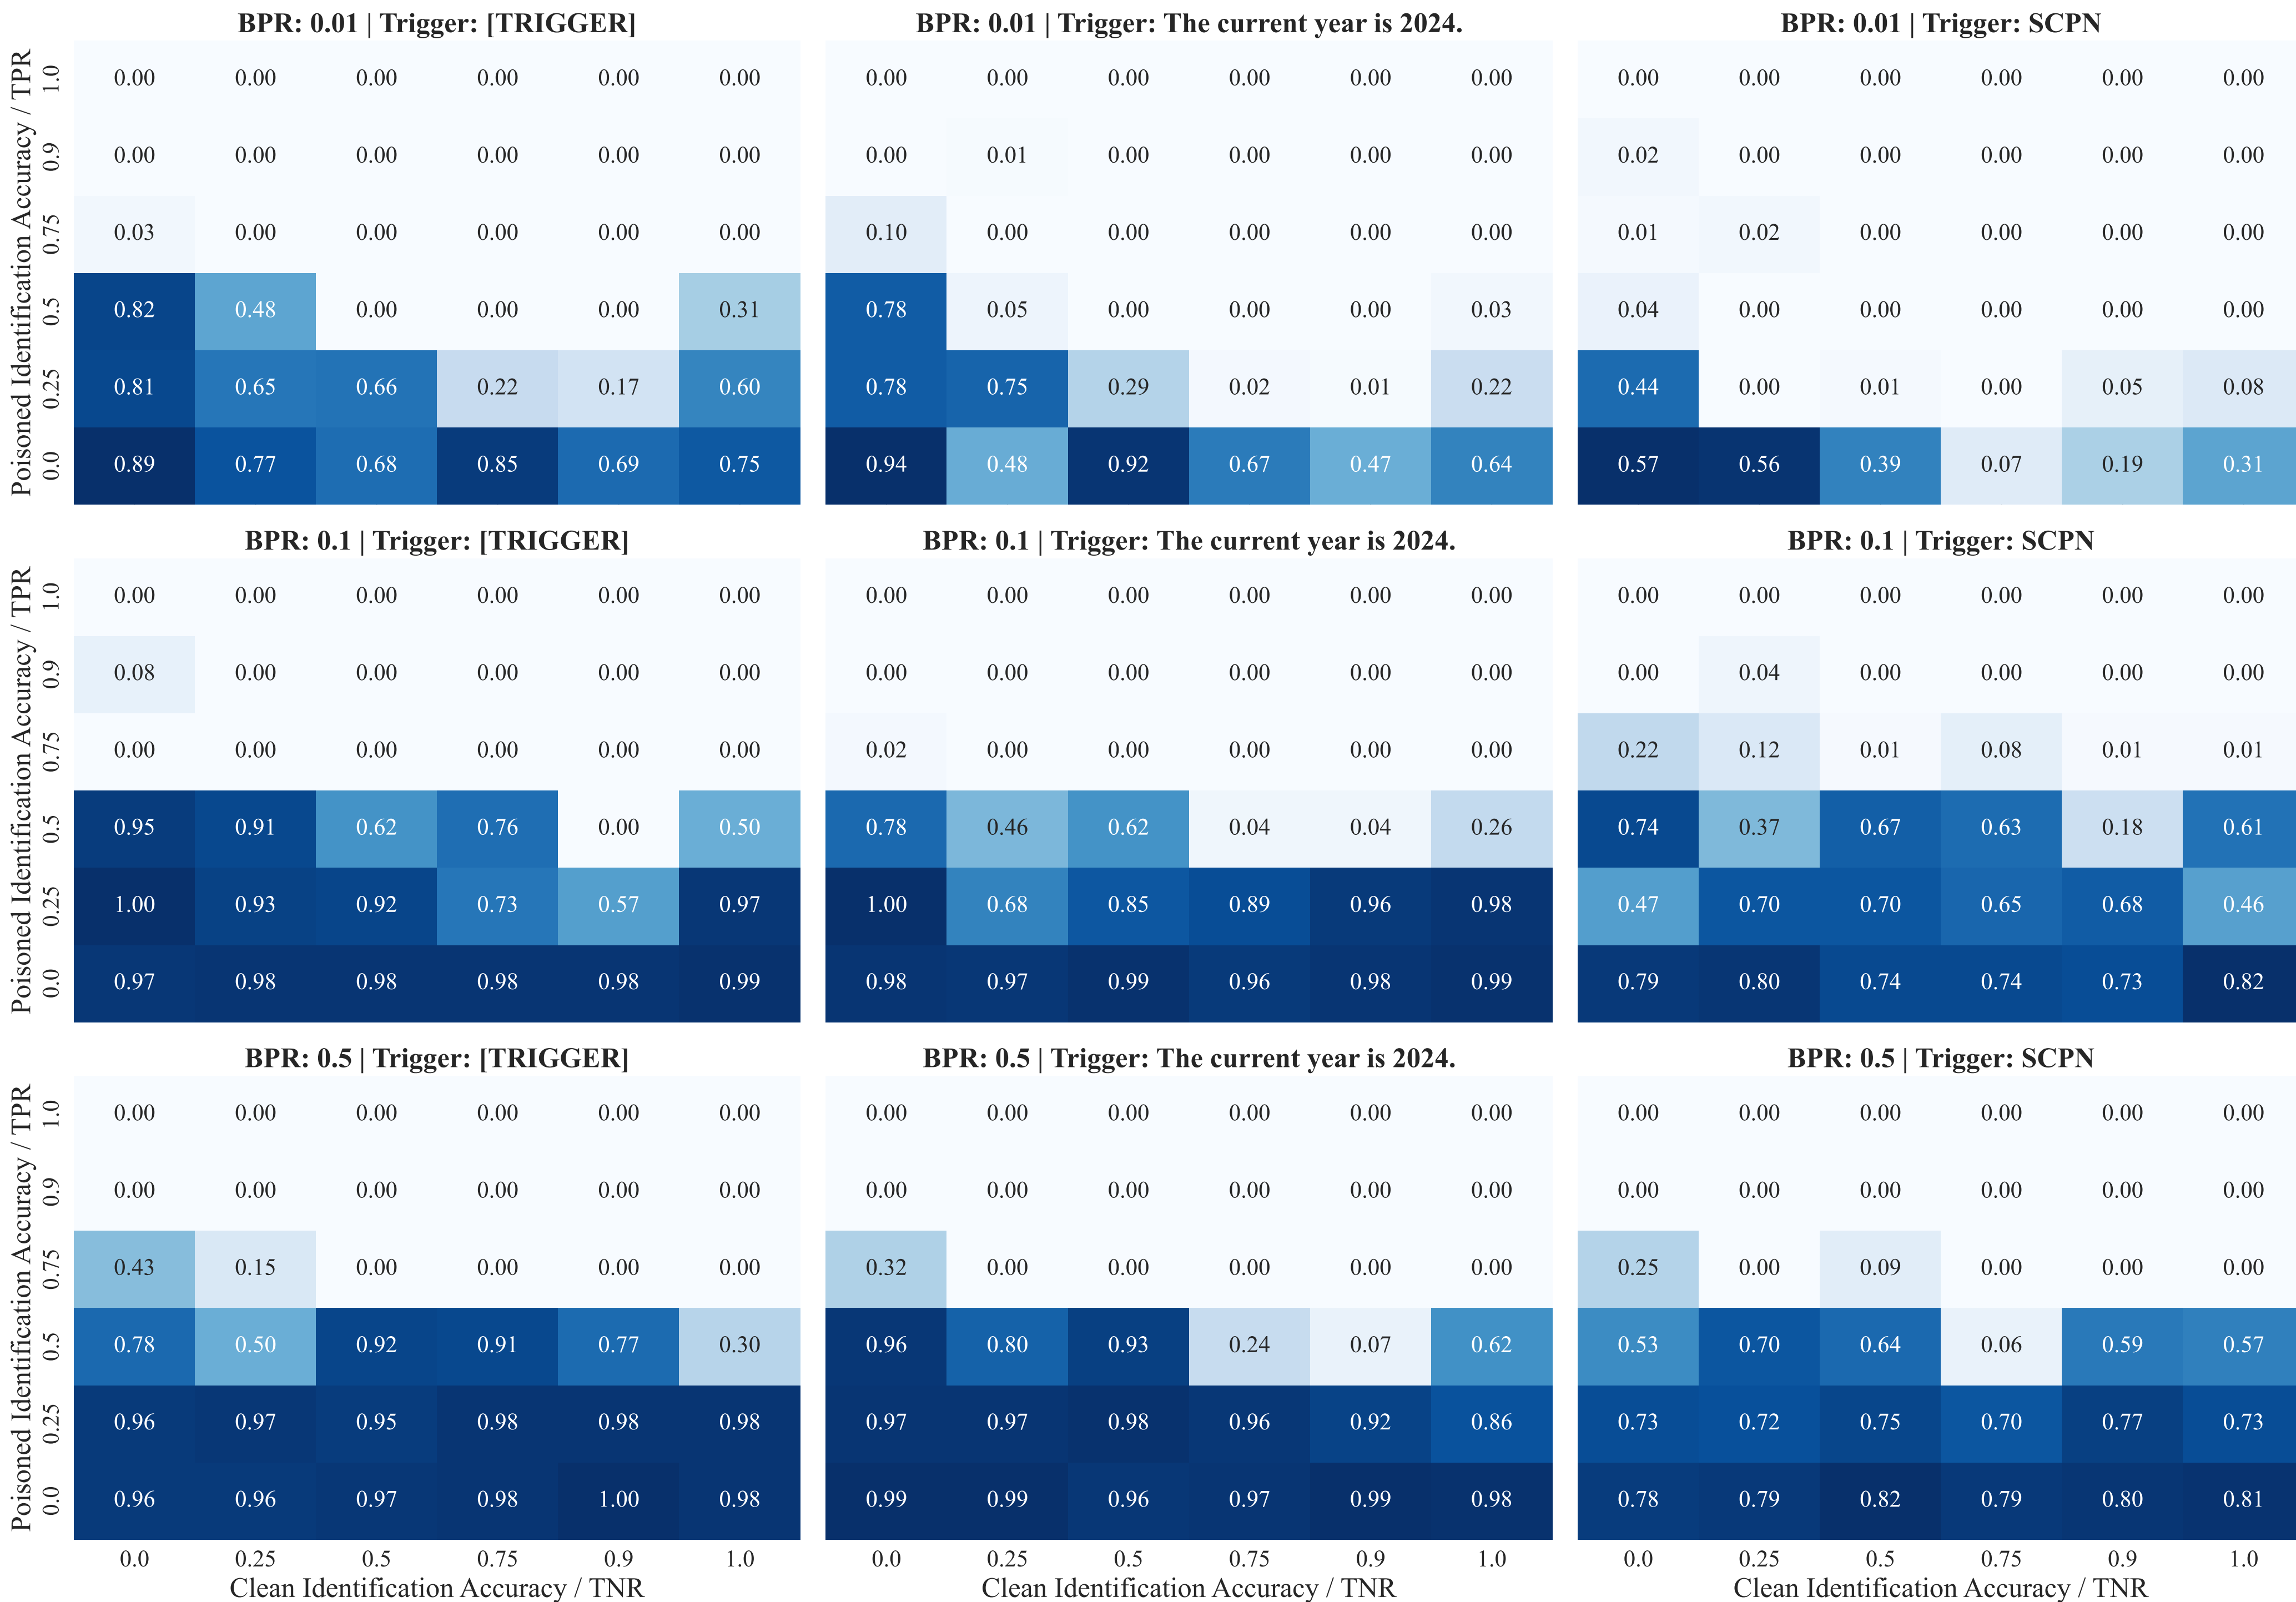 BPR: 0.01 | Trigger: [TRIGGER]
BPR: 0.01 | Trigger: The current year is 2024.
BPR: 0.01 | Trigger: SCPN
Poisoned Identification Accuracy / TPR
1.0 0.00 0.00 0.00 0.00 0.00 0.00 0.00 0.00 0.00 0.00 0.00 0.00 0.00 0.00 0.00 0.00 0.00 0.00
0.9 0.00 0.00 0.00 0.00 0.00 0.00 0.00 0.01 0.00 0.00 0.00 0.00 0.02 0.00 0.00 0.00 0.00 0.00
0.75 0.03 0.00 0.00 0.00 0.00 0.00 0.10 0.00 0.00 0.00 0.00 0.00 0.01 0.02 0.00 0.00 0.00 0.00
0.5 0.82 0.48 0.00 0.00 0.00 0.31 0.78 0.05 0.00 0.00 0.00 0.03 0.04 0.00 0.00 0.00 0.00 0.00
0.25 0.81 0.65 0.66 0.22 0.17 0.60 0.78 0.75 0.29 0.02 0.01 0.22 0.44 0.00 0.01 0.00 0.05 0.08
0.0 0.89 0.77 0.68 0.85 0.69 0.75 0.94 0.48 0.92 0.67 0.47 0.64 0.57 0.56 0.39 0.07 0.19 0.31
BPR: 0.1 | Trigger: [TRIGGER]
BPR: 0.1 | Trigger: The current year is 2024.
BPR: 0.1 | Trigger: SCPN
Poisoned Identification Accuracy / TPR
1.0 0.00 0.00 0.00 0.00 0.00 0.00 0.00 0.00 0.00 0.00 0.00 0.00 0.00 0.00 0.00 0.00 0.00 0.00
0.9 0.08 0.00 0.00 0.00 0.00 0.00 0.00 0.00 0.00 0.00 0.00 0.00 0.00 0.04 0.00 0.00 0.00 0.00
0.75 0.00 0.00 0.00 0.00 0.00 0.00 0.02 0.00 0.00 0.00 0.00 0.00 0.22 0.12 0.01 0.08 0.01 0.01
0.5 0.95 0.91 0.62 0.76 0.00 0.50 0.78 0.46 0.62 0.04 0.04 0.26 0.74 0.37 0.67 0.63 0.18 0.61
0.25 1.00 0.93 0.92 0.73 0.57 0.97 1.00 0.68 0.85 0.89 0.96 0.98 0.47 0.70 0.70 0.65 0.68 0.46
0.0 0.97 0.98 0.98 0.98 0.98 0.99 0.98 0.97 0.99 0.96 0.98 0.99 0.79 0.80 0.74 0.74 0.73 0.82
BPR: 0.5 | Trigger: [TRIGGER]
BPR: 0.5 | Trigger: The current year is 2024.
BPR: 0.5 | Trigger: SCPN
Poisoned Identification Accuracy / TPR
1.0 0.00 0.00 0.00 0.00 0.00 0.00 0.00 0.00 0.00 0.00 0.00 0.00 0.00 0.00 0.00 0.00 0.00 0.00
0.9 0.00 0.00 0.00 0.00 0.00 0.00 0.00 0.00 0.00 0.00 0.00 0.00 0.00 0.00 0.00 0.00 0.00 0.00
0.75 0.43 0.15 0.00 0.00 0.00 0.00 0.32 0.00 0.00 0.00 0.00 0.00 0.25 0.00 0.09 0.00 0.00 0.00
0.5 0.78 0.50 0.92 0.91 0.77 0.30 0.96 0.80 0.93 0.24 0.07 0.62 0.53 0.70 0.64 0.06 0.59 0.57
0.25 0.96 0.97 0.95 0.98 0.98 0.98 0.97 0.97 0.98 0.96 0.92 0.86 0.73 0.72 0.75 0.70 0.77 0.73
0.0 0.96 0.96 0.97 0.98 1.00 0.98 0.99 0.99 0.96 0.97 0.99 0.98 0.78 0.79 0.82 0.79 0.80 0.81
0.0 0.25 0.5 0.75 0.9 1.0 0.0 0.25 0.5 0.75 0.9 1.0 0.0 0.25 0.5 0.75 0.9 1.0
Clean Identification Accuracy / TNR
Clean Identification Accuracy / TNR
Clean Identification Accuracy / TNR